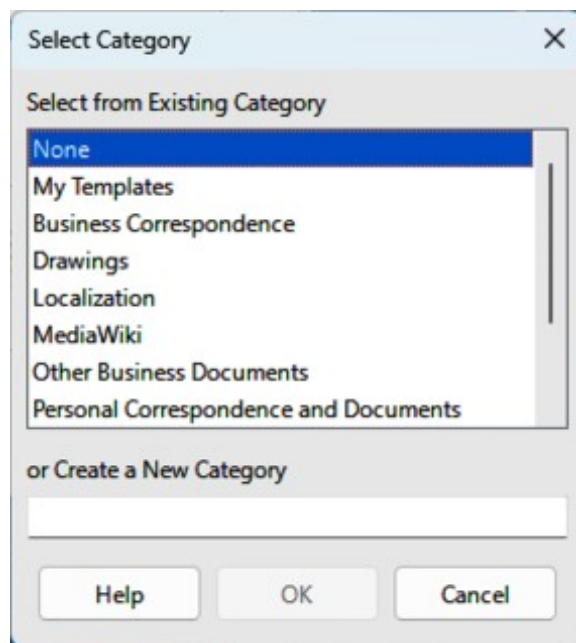 Select Category
Select from Existing Category
None
My Templates
Business Correspondence
Drawings
Localization
MediaWiki
Other Business Documents
Personal Correspondence and Documents
or Create a New Category
Help
OK
Cancel